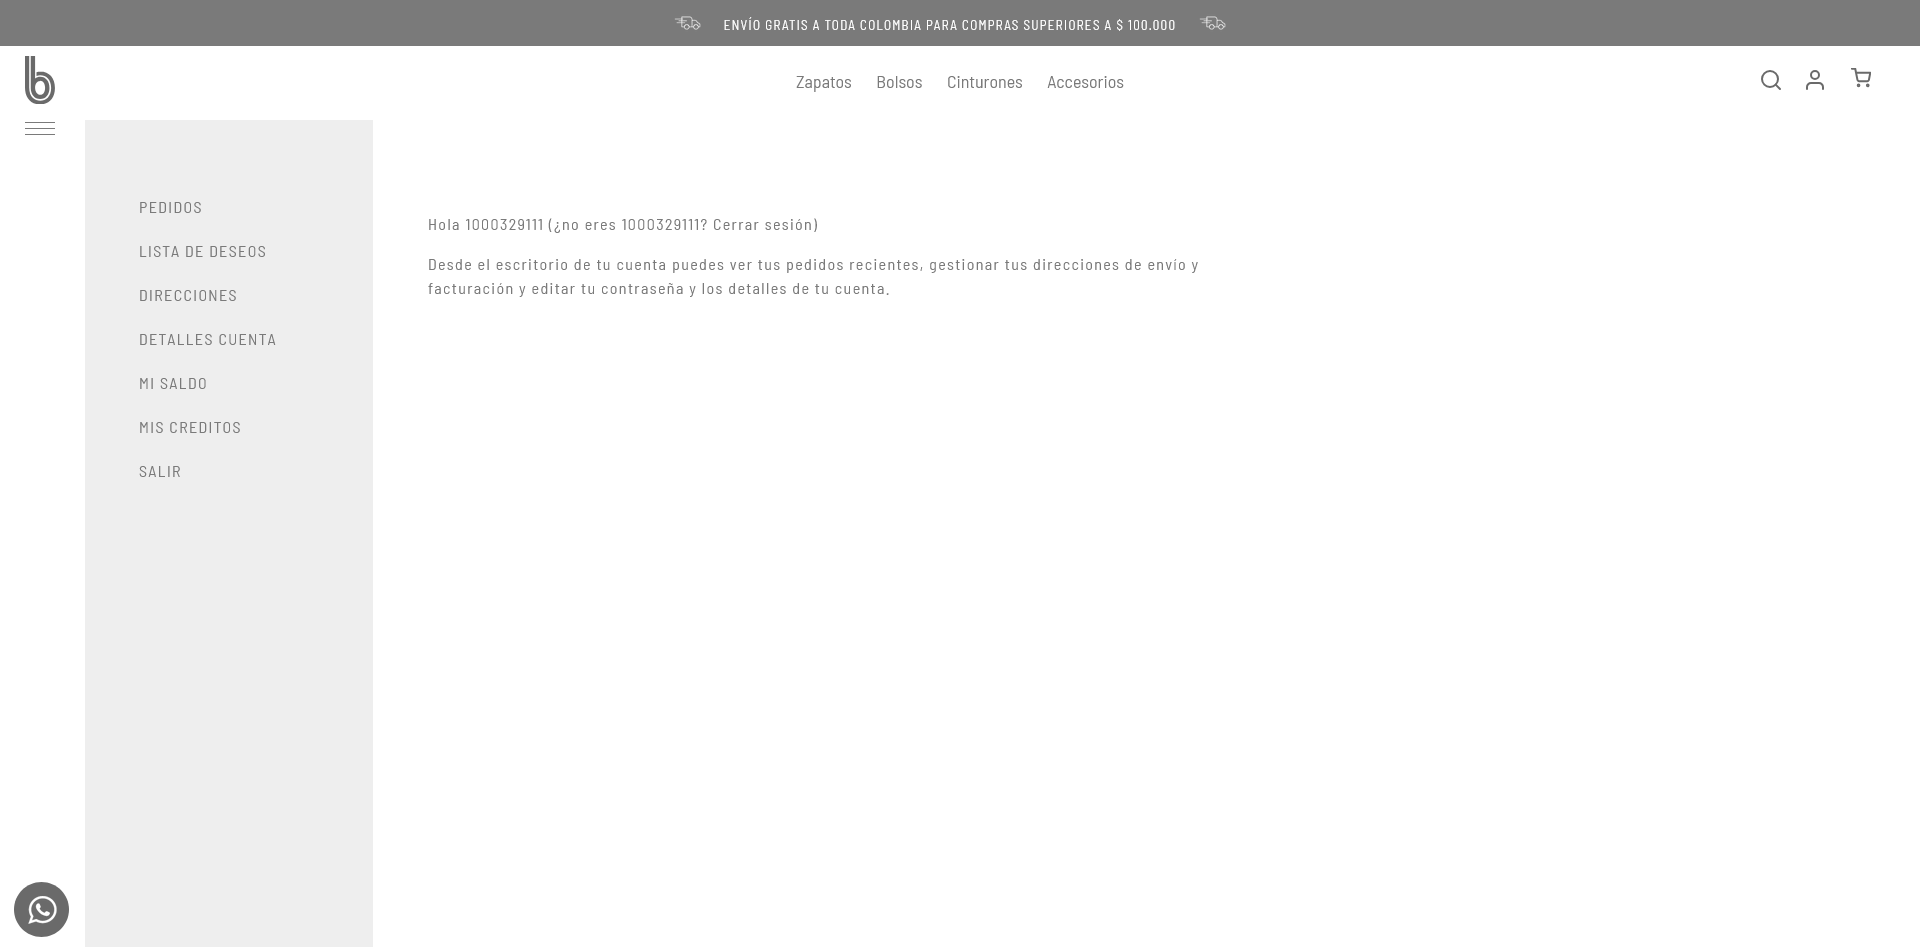 ENVÍO GRATIS A TODA COLOMBIA PARA COMPRAS SUPERIORES A $ 100.000
b
Zapatos Bolsos Cinturones Accesorios
PEDIDOS
LISTA DE DESEOS
DIRECCIONES
DETALLES CUENTA
MI SALDO
MIS CREDITOS
SALIR
Hola 1000329111 (¿no eres 1000329111? Cerrar sesión)
Desde el escritorio de tu cuenta puedes ver tus pedidos recientes, gestionar tus direcciones de envío y
facturación y editar tu contraseña y los detalles de tu cuenta.